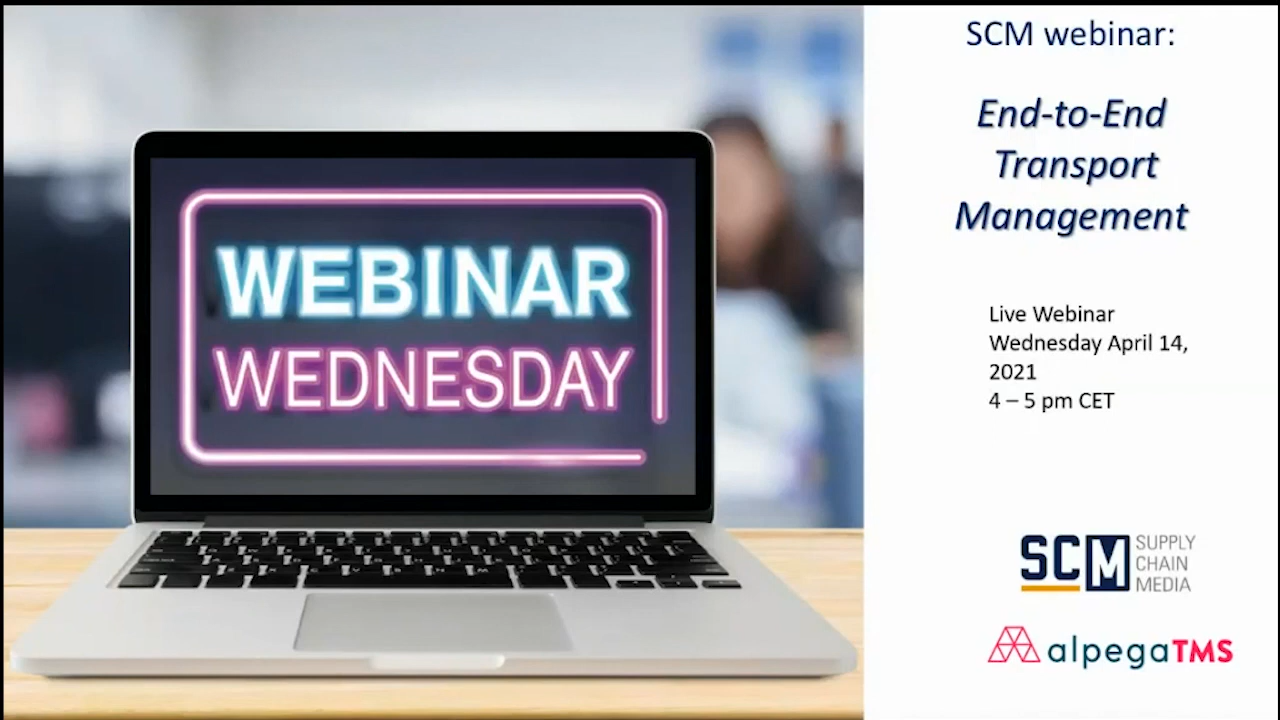 WEBINAR
WEDNESDAY
SCM webinar:
End-to-End
Transport
Management
Live Webinar
Wednesday April 14,
2021
4 – 5 pm CET
SCM SUPPLY
CHAIN
MEDIA
alpegaTMS